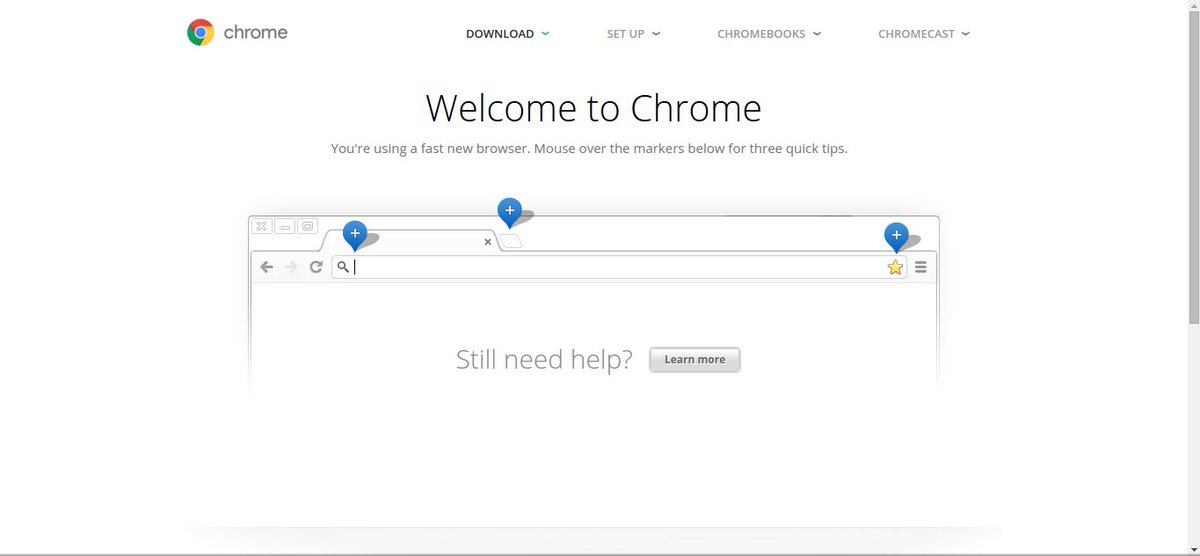 chrome
DOWNLOAD SET UP CHROMEBOOKS CHROMECAST
Welcome to Chrome
You're using a fast new browser. Mouse over the markers below for three quick tips.
Still need help? Learn more